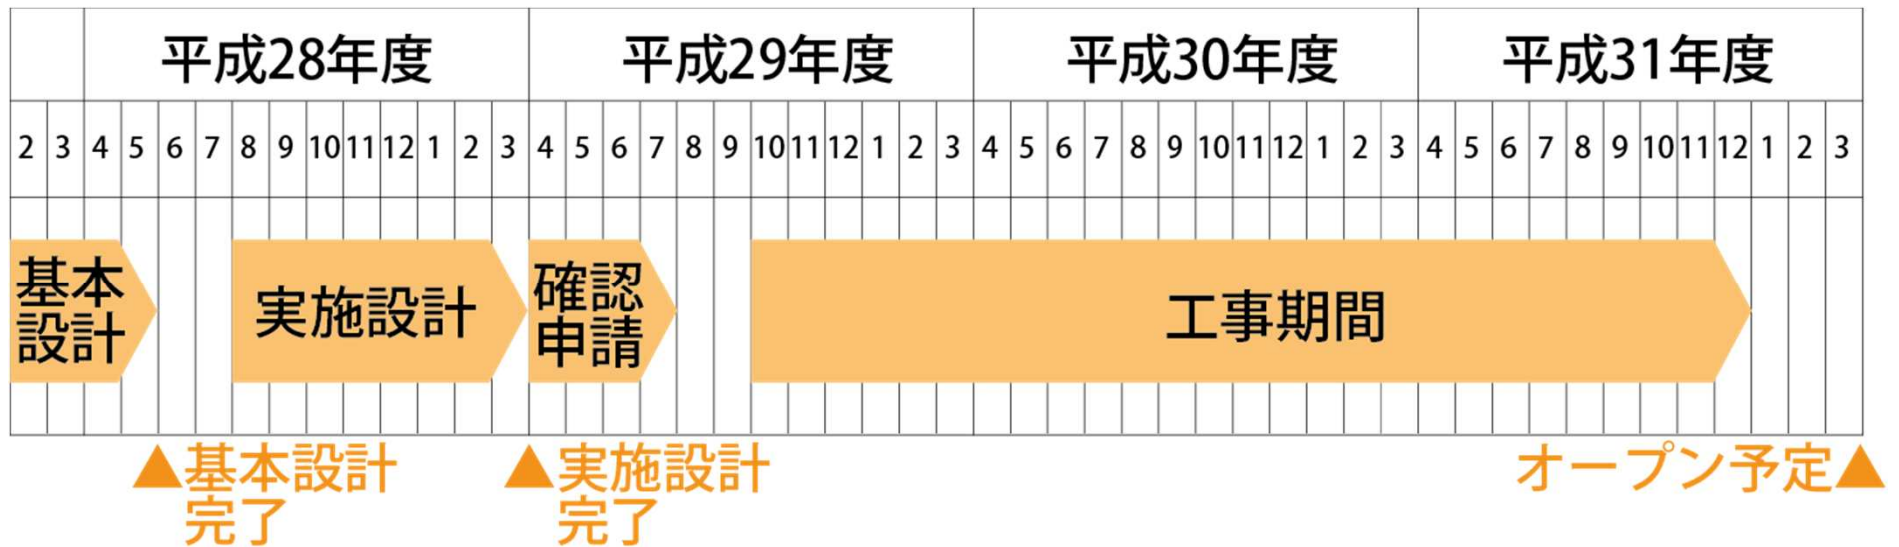 平成28年度 平成29年度 平成30年度 平成31年度
2 3 4 5 6 7 8 9 10 11 12 1 2 3 4 5 6 7 8 9 10 11 12 1 2 3 4 5 6 7 8 9 10 11 12 1 2 3 4 5 6 7 8 9 10 11 12 1 2 3
基本
設計
実施設計
確認
申請
工事期間
▲基本設計
完了
▲実施設計
完了
オープン予定▲